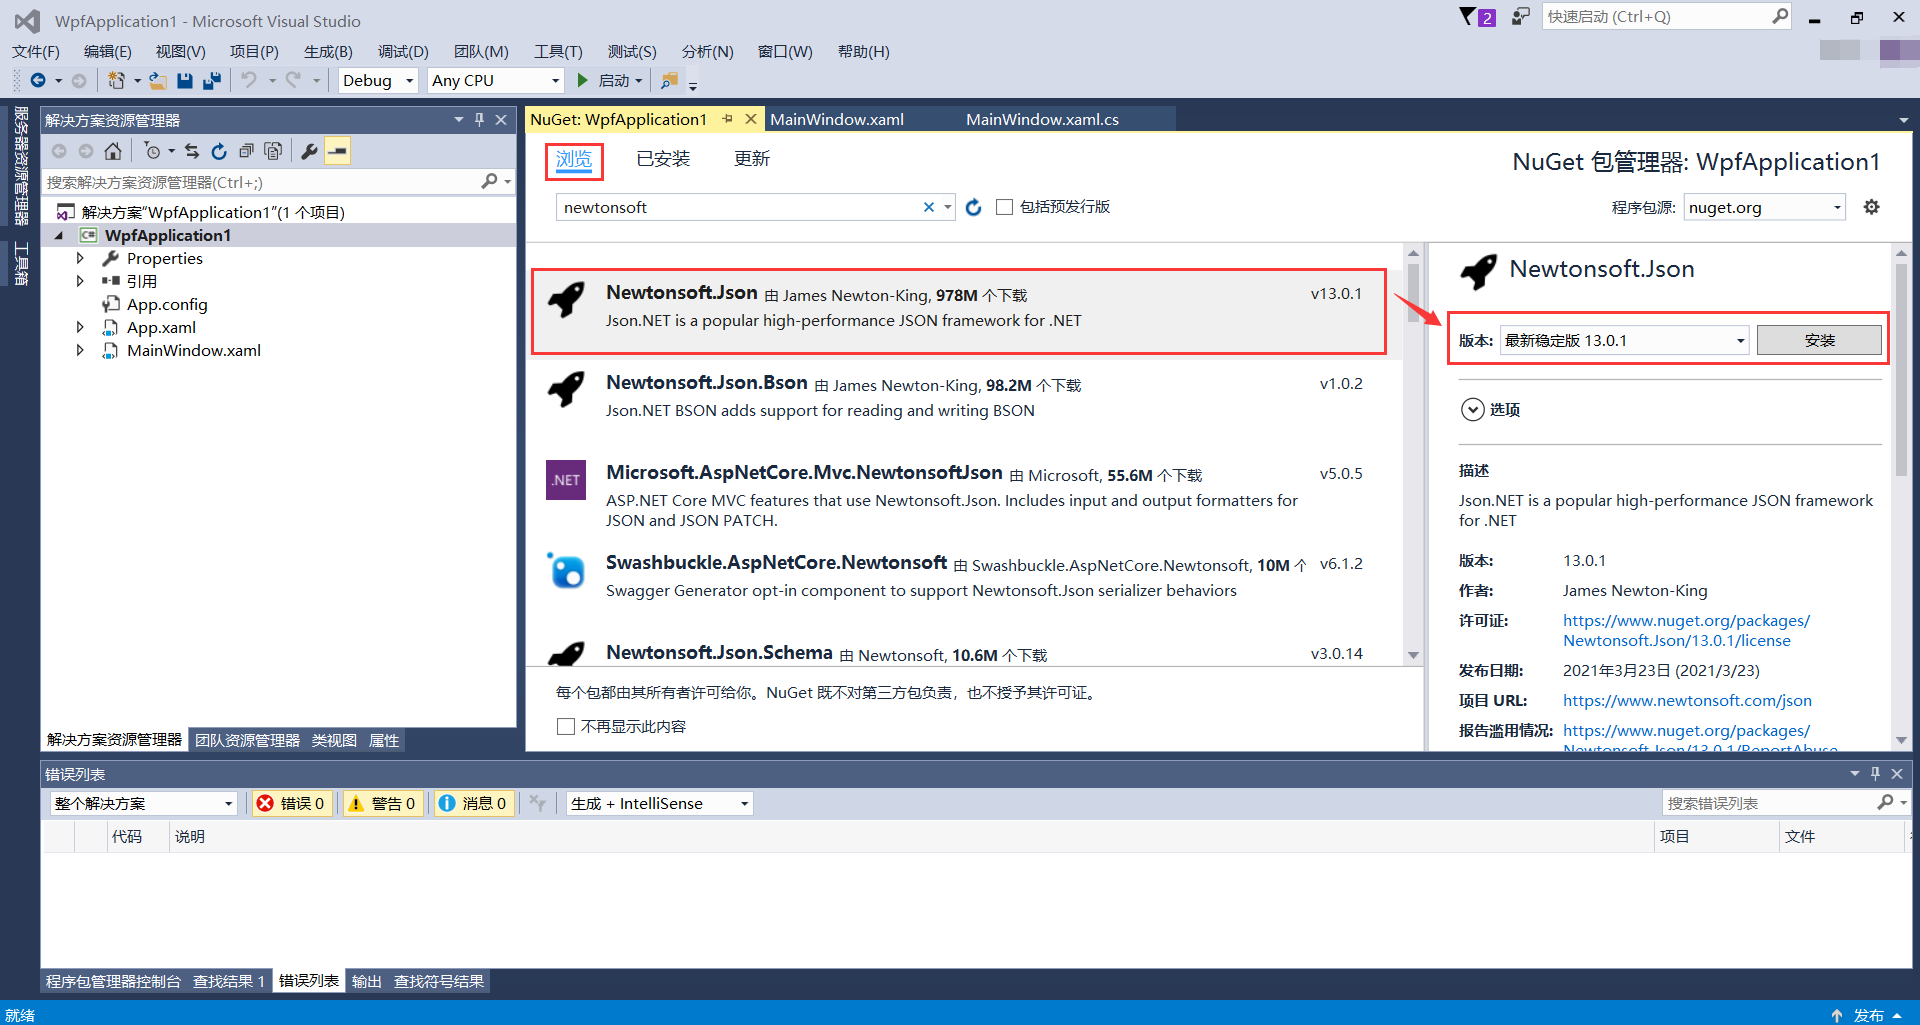 WpfApplication1 - Microsoft Visual Studio
2
快速启动 (Ctrl+Q)
文件(F) 编辑(E) 视图(V) 项目(P) 生成(B) 调试(D) 团队(M) 工具(T) 测试(S) 分析(N) 窗口(W) 帮助(H)
Debug Any CPU 启动
服务器资源管理器
工具箱
解决方案资源管理器
搜索解决方案资源管理器(Ctrl+;)
解决方案“WpfApplication1”(1 个项目)
C# WpfApplication1
Properties
引用
App.config
App.xaml
MainWindow.xaml
解决方案资源管理器 团队资源管理器 类视图 属性
NuGet: WpfApplication1 MainWindow.xaml MainWindow.xaml.cs
浏览 已安装 更新
NuGet 包管理器: WpfApplication1
newtonsoft
包括预发行版
程序包源: nuget.org
Newtonsoft.Json 由 James Newton-King, 978M 个下载 v13.0.1
Json.NET is a popular high-performance JSON framework for .NET
Newtonsoft.Json.Bson 由 James Newton-King, 98.2M 个下载 v1.0.2
Json.NET BSON adds support for reading and writing BSON
.NET
Microsoft.AspNetCore.Mvc.NewtonsoftJson 由 Microsoft, 55.6M 个下载 v5.0.5
ASP.NET Core MVC features that use Newtonsoft.Json. Includes input and output formatters for
JSON and JSON PATCH.
Swashbuckle.AspNetCore.Newtonsoft 由 Swashbuckle.AspNetCore.Newtonsoft, 10M 个 v6.1.2
Swagger Generator opt-in component to support Newtonsoft.Json serializer behaviors
Newtonsoft.Json.Schema 由 Newtonsoft, 10.6M 个下载 v3.0.14
每个包都由其所有者许可给你。NuGet 既不对第三方包负责，也不授予其许可证。
不再显示此内容
Newtonsoft.Json
版本: 最新稳定版 13.0.1 安装
选项
描述
Json.NET is a popular high-performance JSON framework
for .NET
版本: 13.0.1
作者: James Newton-King
许可证: https://www.nuget.org/packages/
Newtonsoft.Json/13.0.1/license
发布日期: 2021年3月23日 (2021/3/23)
项目 URL: https://www.newtonsoft.com/json
报告滥用情况: https://www.nuget.org/packages/
Newtonsoft.Json/13.0.1/ReportAbuse
错误列表
整个解决方案 错误 0 警告 0 消息 0 生成 + IntelliSense
搜索错误列表
代码 说明 项目 文件
程序包管理器控制台 查找结果 1 错误列表 输出 查找符号结果
就绪
发布